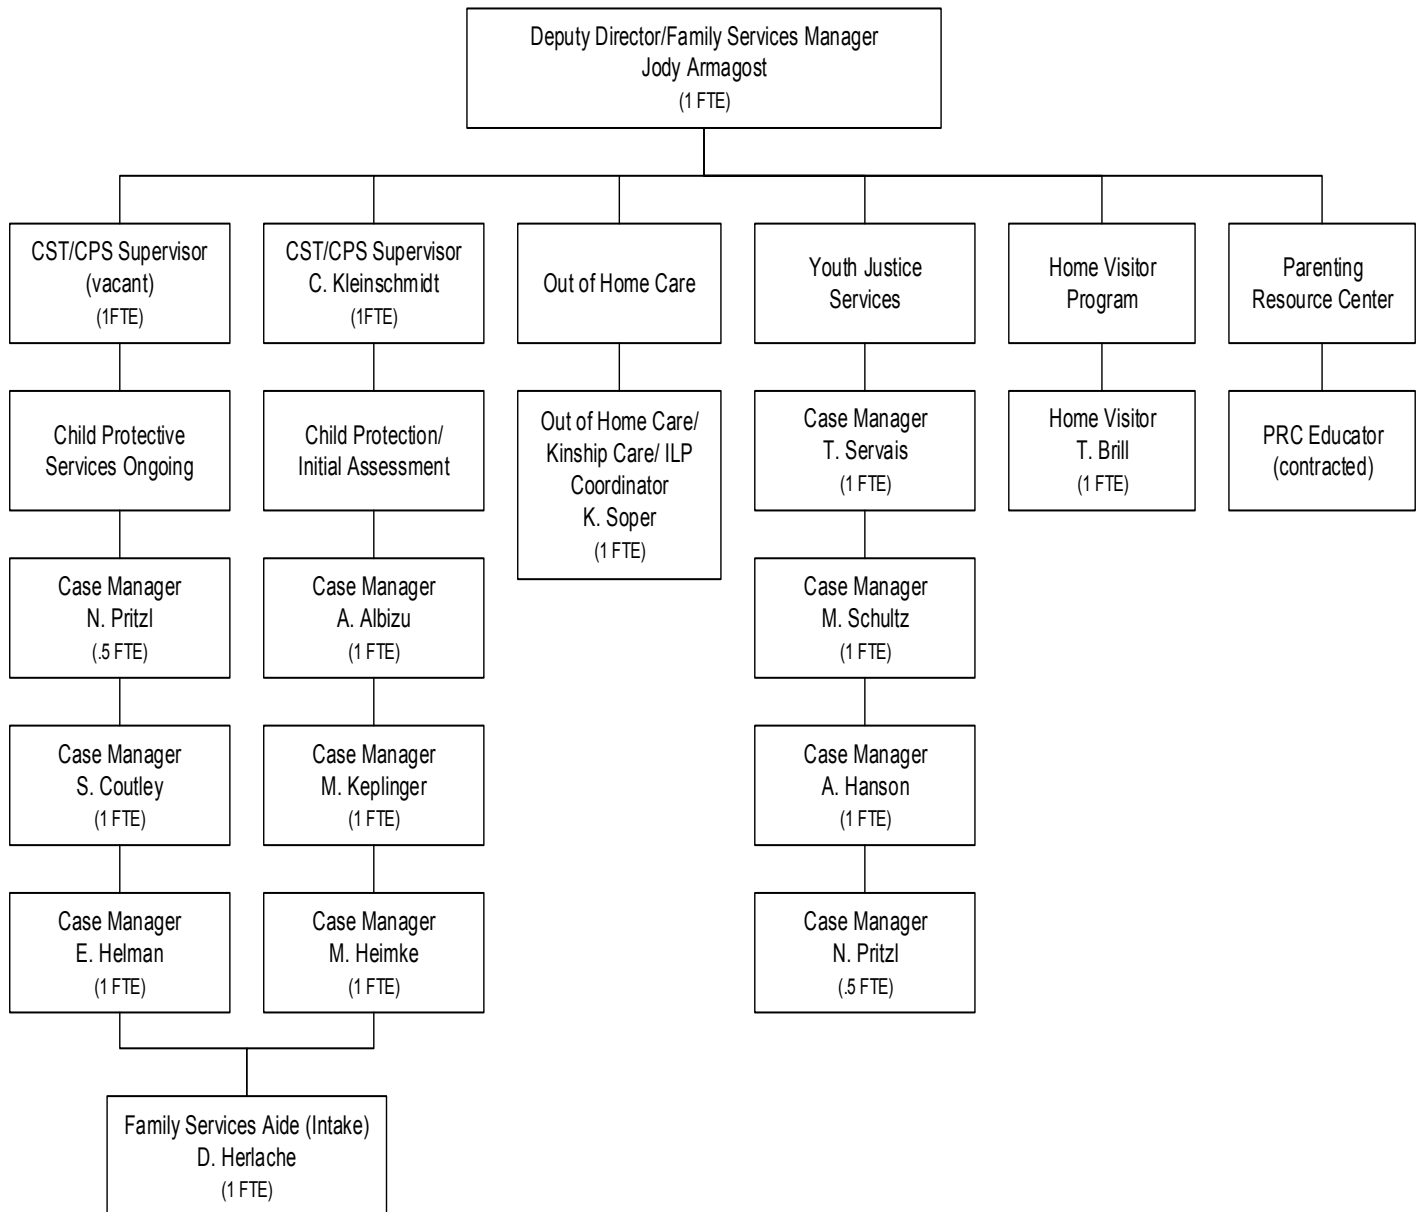 Deputy Director/Family Services Manager
Jody Armagost
(1 FTE)
CST/CPS Supervisor
(vacant)
(1FTE)
CST/CPS Supervisor
C. Kleinschmidt
(1FTE)
Out of Home Care
Youth Justice
Services
Home Visitor
Program
Parenting
Resource Center
Child Protective
Services Ongoing
Child Protection/
Initial Assessment
Out of Home Care/
Kinship Care/ ILP
Coordinator
K. Soper
(1 FTE)
Case Manager
T. Servais
(1 FTE)
Home Visitor
T. Brill
(1 FTE)
PRC Educator
(contracted)
Case Manager
N. Pritzl
(.5 FTE)
Case Manager
A. Albizu
(1 FTE)
Case Manager
M. Schultz
(1 FTE)
Case Manager
S. Coutley
(1 FTE)
Case Manager
M. Keplinger
(1 FTE)
Case Manager
A. Hanson
(1 FTE)
Case Manager
E. Helman
(1 FTE)
Case Manager
M. Heimke
(1 FTE)
Case Manager
N. Pritzl
(.5 FTE)
Family Services Aide (Intake)
D. Herlache
(1 FTE)